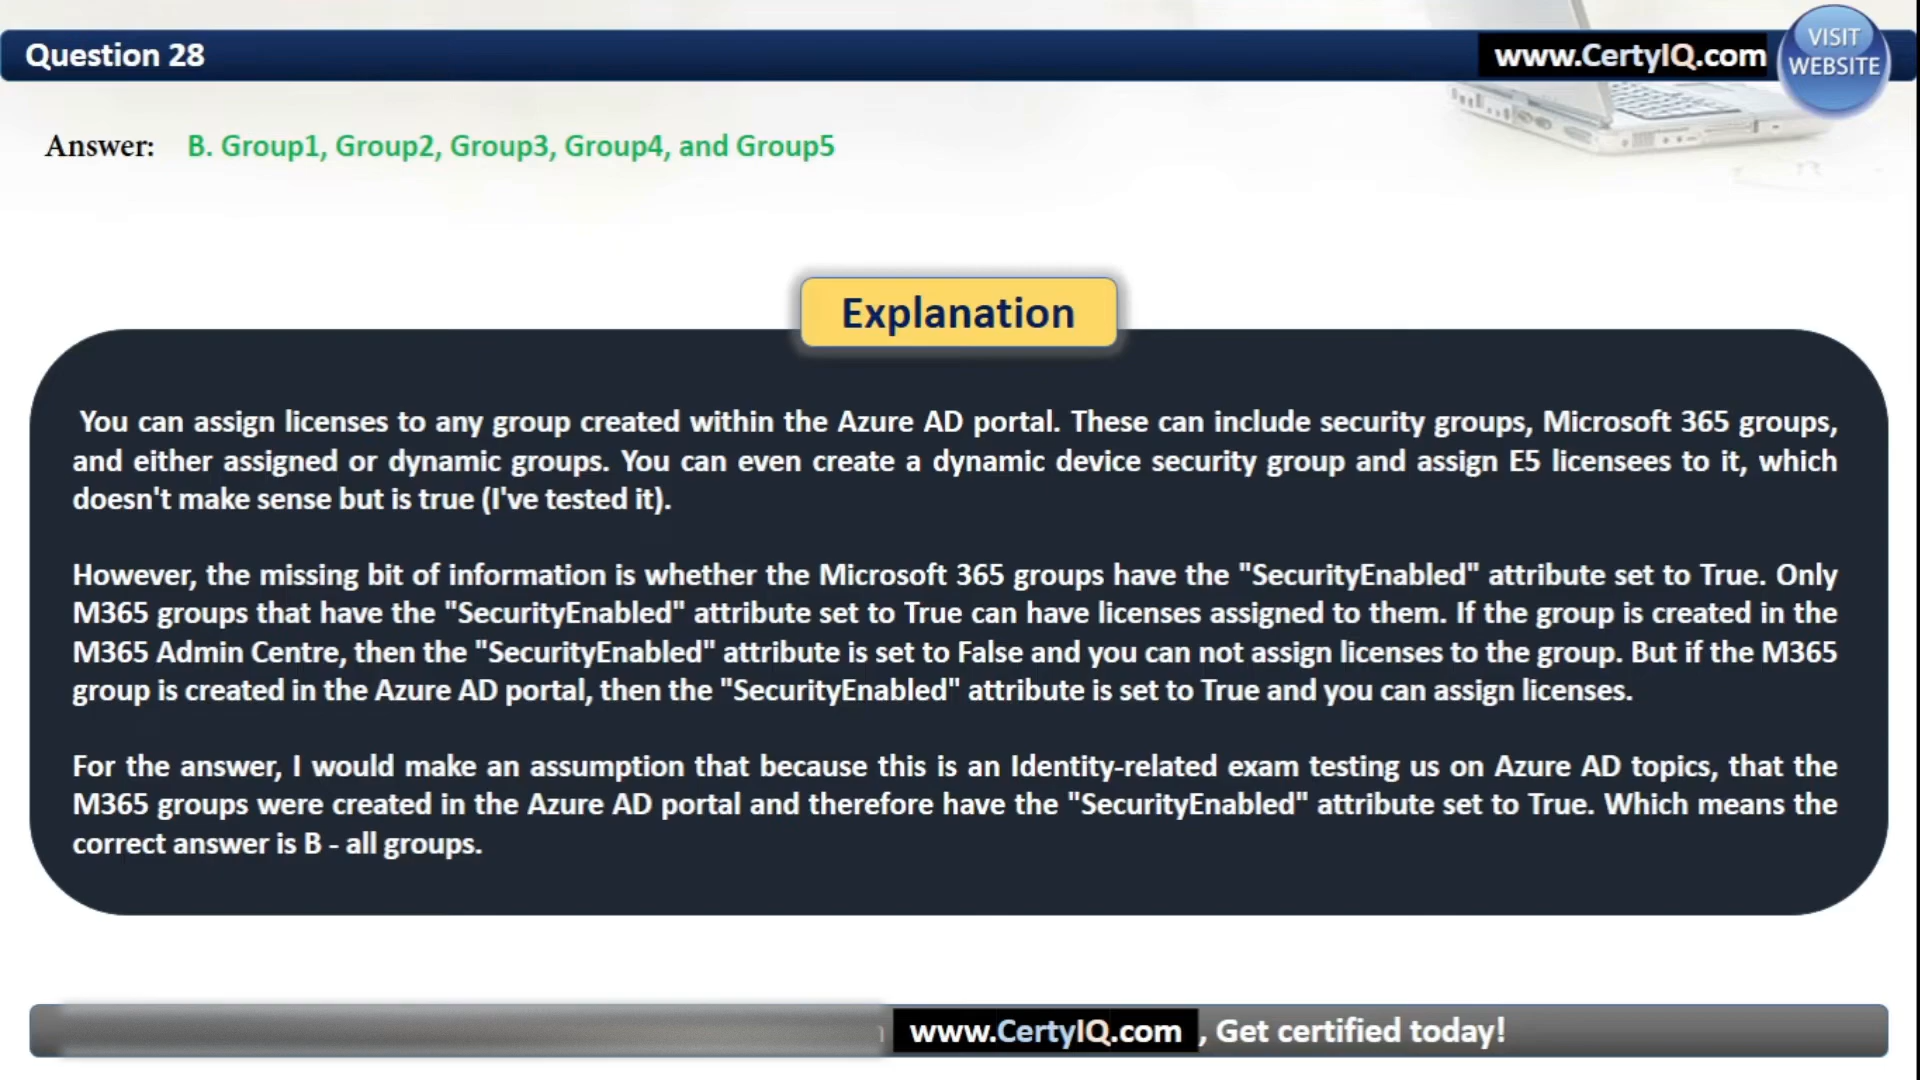 Question 28
www.CertyIQ.com
VISIT
WEBSITE
Answer: B. Group1, Group2, Group3, Group4, and Group5
Explanation
You can assign licenses to any group created within the Azure AD portal. These can include security groups, Microsoft 365 groups,
and either assigned or dynamic groups. You can even create a dynamic device security group and assign E5 licensees to it, which
doesn't make sense but is true (I've tested it).
However, the missing bit of information is whether the Microsoft 365 groups have the "SecurityEnabled" attribute set to True. Only
M365 groups that have the "SecurityEnabled" attribute set to True can have licenses assigned to them. If the group is created in the
M365 Admin Centre, then the "SecurityEnabled" attribute is set to False and you can not assign licenses to the group. But if the M365
group is created in the Azure AD portal, then the "SecurityEnabled" attribute is set to True and you can assign licenses.
For the answer, I would make an assumption that because this is an Identity-related exam testing us on Azure AD topics, that the
M365 groups were created in the Azure AD portal and therefore have the "SecurityEnabled" attribute set to True. Which means the
correct answer is B - all groups.
www.CertyIQ.com , Get certified today!